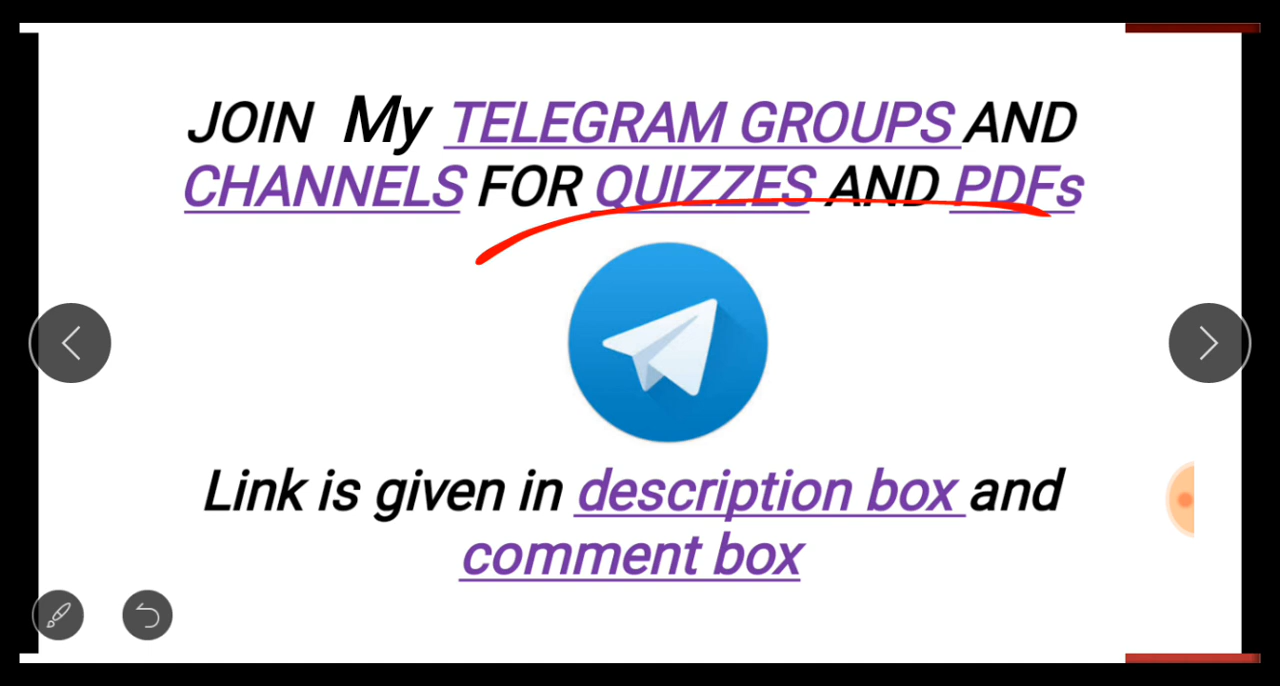 JOIN My TELEGRAM GROUPS AND
CHANNELS FOR QUIZZES AND PDFs
Link is given in description box and
comment box